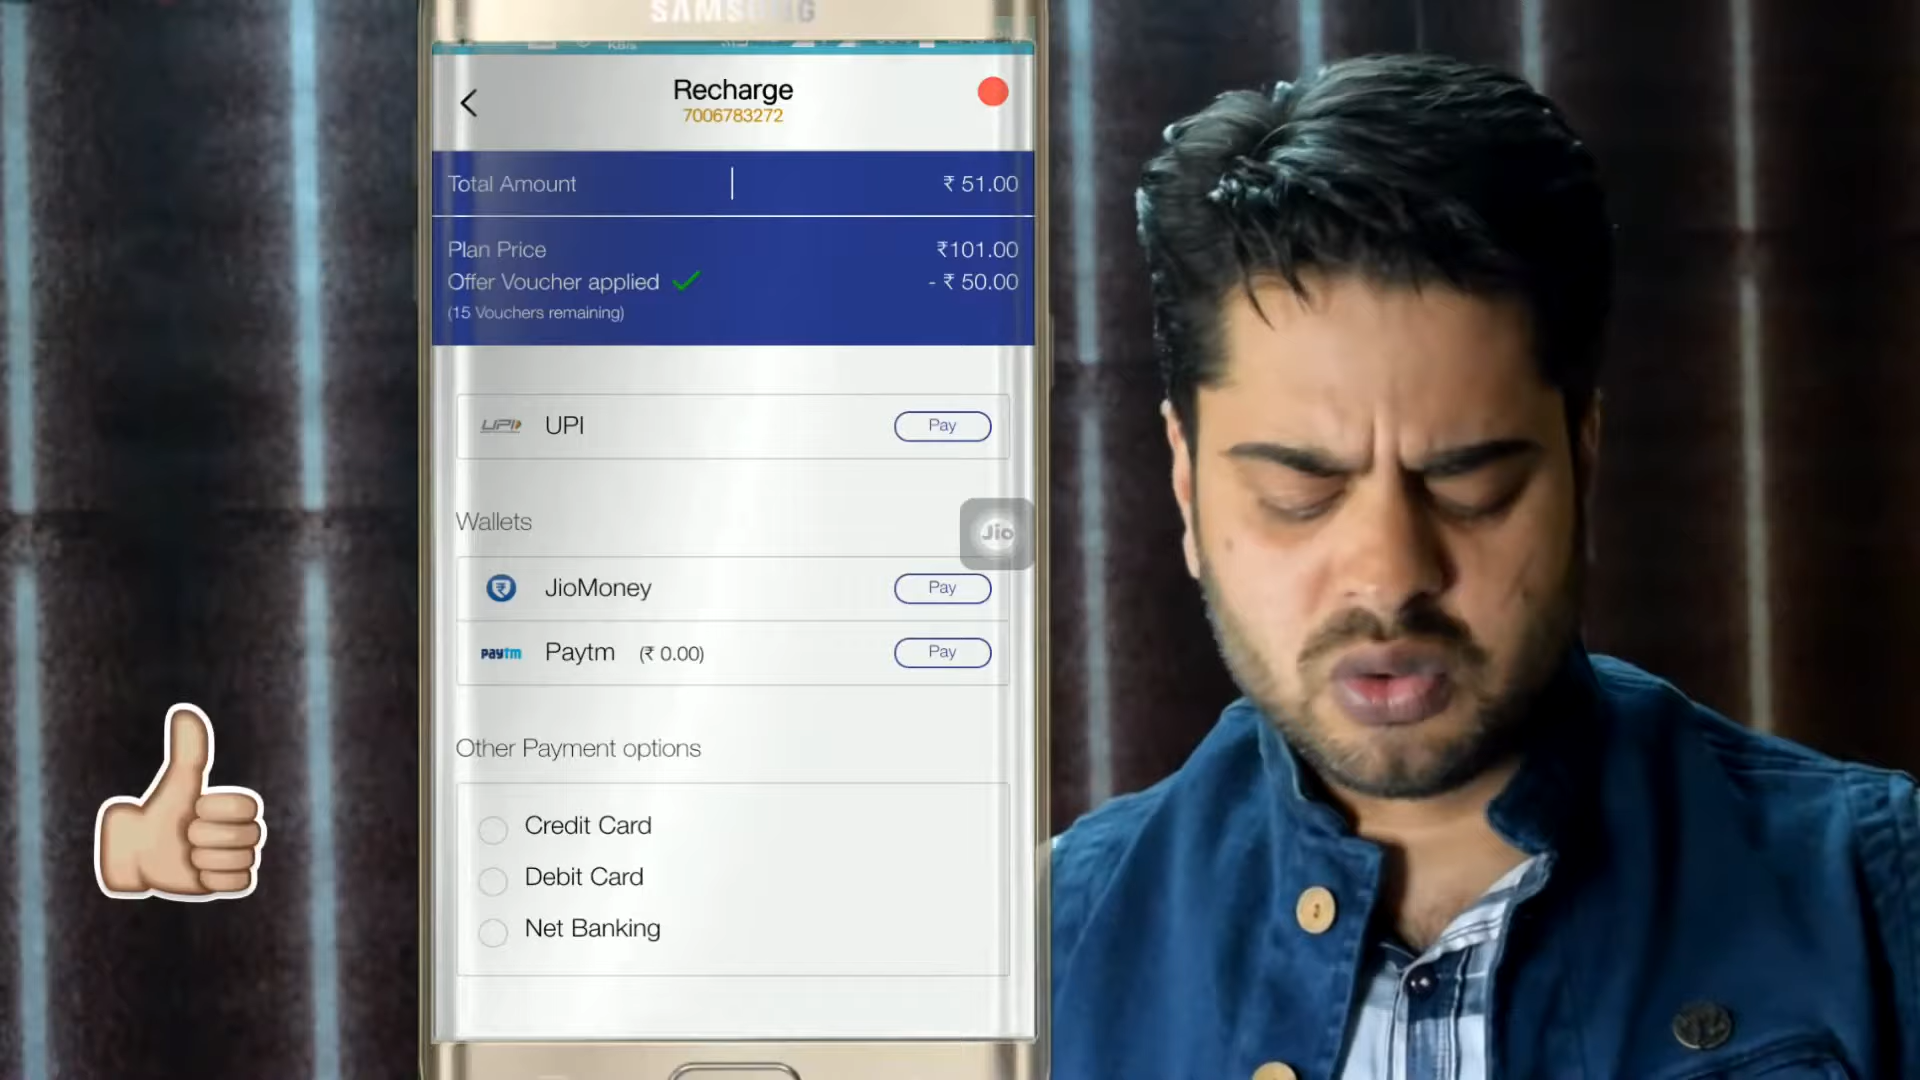 SAMSUNG
KB/s
Recharge
7006783272
Total Amount ₹ 51.00
Plan Price ₹101.00
Offer Voucher applied - ₹ 50.00
(15 Vouchers remaining)
UPI UPI Pay
Wallets
Jio
JioMoney Pay
Paytm Paytm (₹ 0.00) Pay
Other Payment options
Credit Card
Debit Card
Net Banking